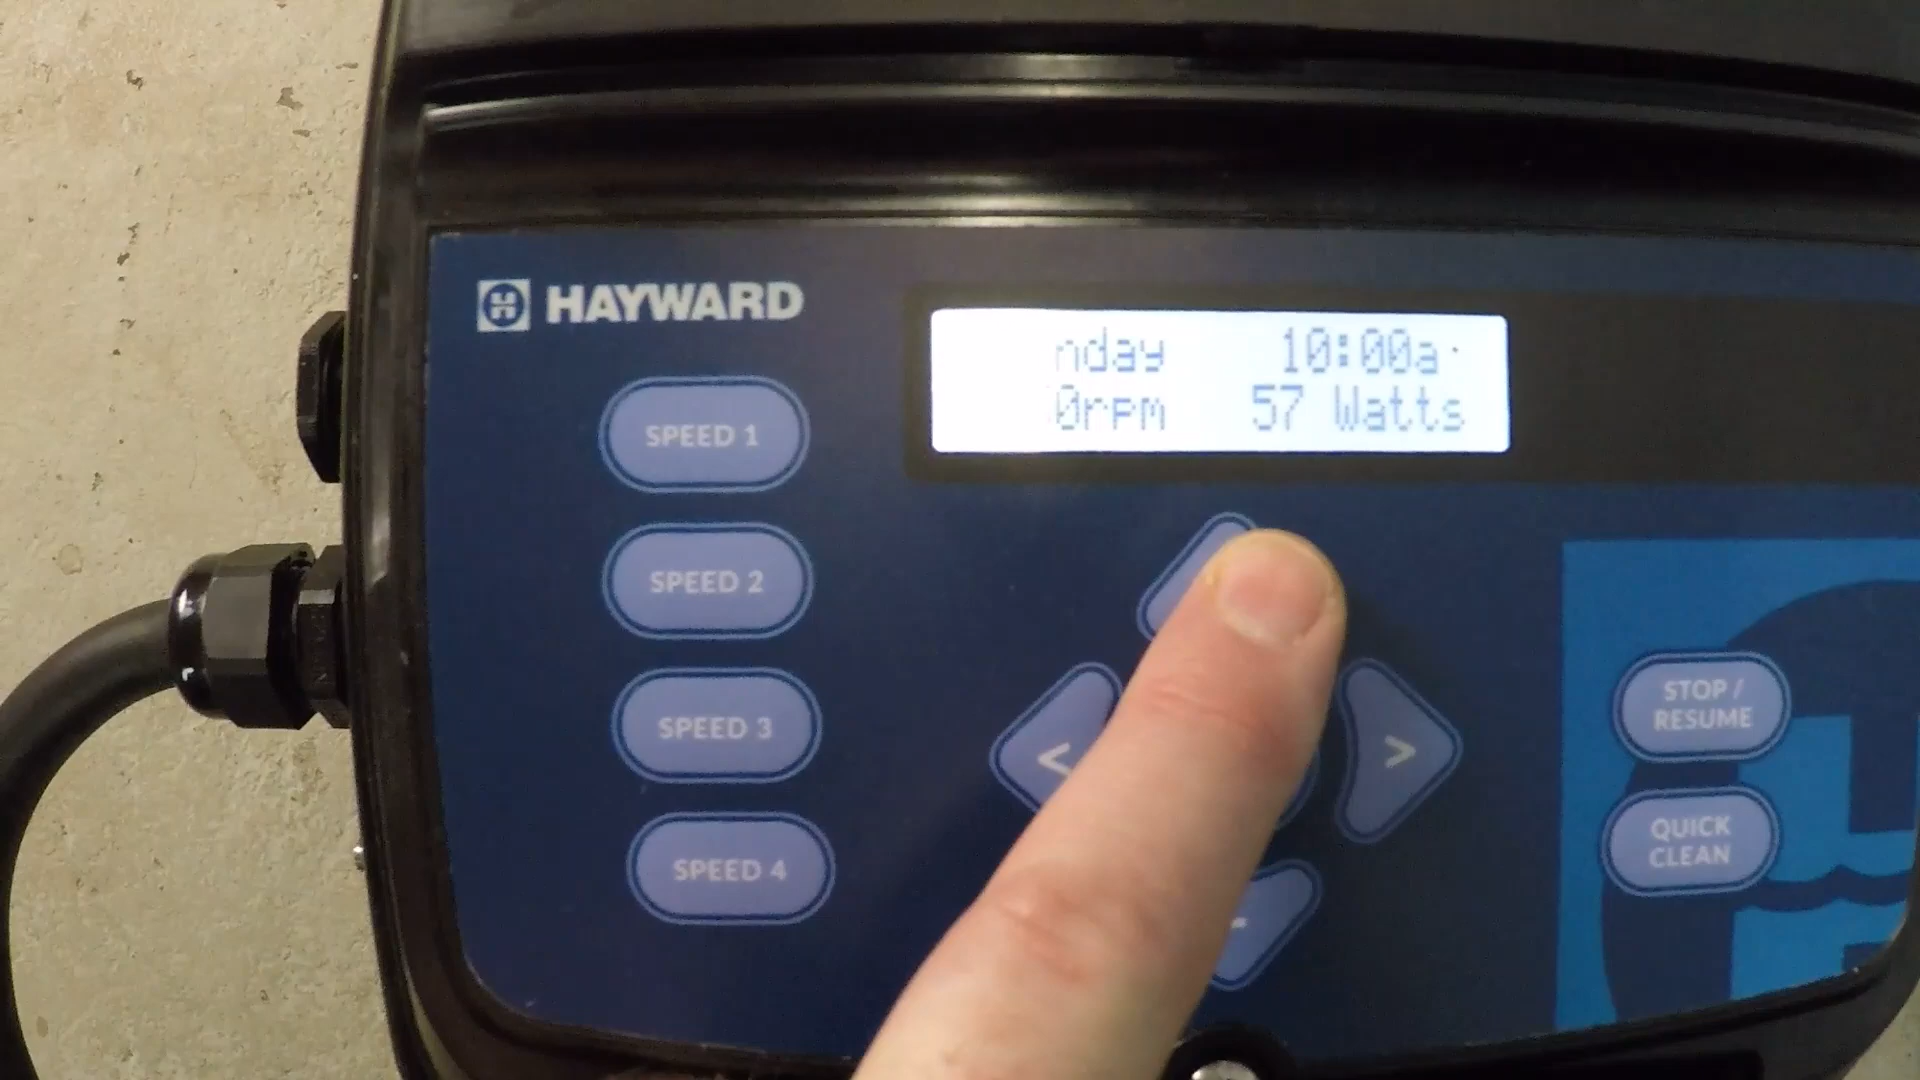 HAYWARD
nday 10:00a
0rpm 57 Watts
SPEED 1
SPEED 2
SPEED 3
SPEED 4
<
>
STOP /
RESUME
QUICK
CLEAN